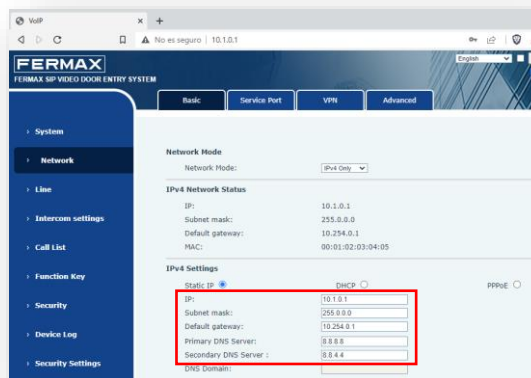 VoIP
No es seguro | 10.1.0.1
FERMAX
FERMAX SIP VIDEO DOOR ENTRY SYSTEM
English
Basic Service Port VPN Advanced
› System
› Network
› Line
› Intercom settings
› Call List
› Function Key
› Security
› Device Log
› Security Settings
Network Mode
Network Mode: IPv4 Only
IPv4 Network Status
IP: 10.1.0.1
Subnet mask: 255.0.0.0
Default gateway: 10.254.0.1
MAC: 00:01:02:03:04:05
IPv4 Settings
Static IP DHCP PPPoE
IP: 10.1.0.1
Subnet mask: 255.0.0.0
Default gateway: 10.254.0.1
Primary DNS Server: 8.8.8.8
Secondary DNS Server : 8.8.4.4
DNS Domain: